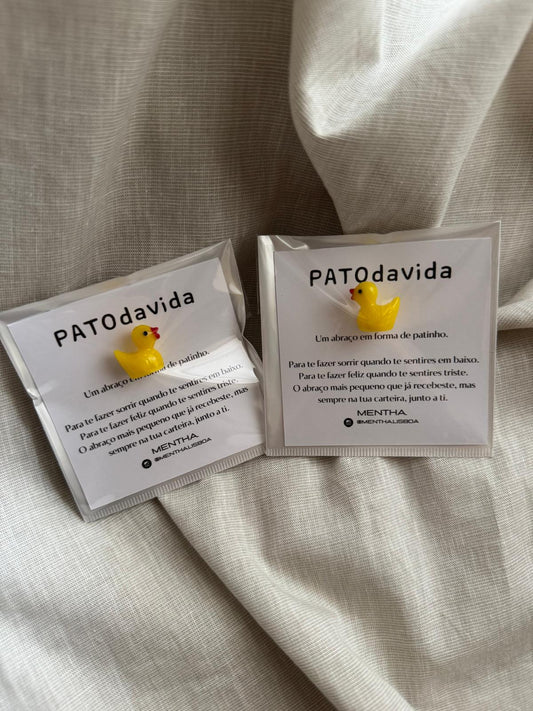 PATOdavida
Um abraço em forma de patinho.
Para te fazer sorrir quando te sentires em baixo.
Para te fazer feliz quando te sentires triste.
O abraço mais pequeno que já recebeste, mas
sempre na tua carteira, junto a ti.
MENTHA.
@MENTHALISBOA
PATOdavida
Um abraço em forma de patinho.
Para te fazer sorrir quando te sentires em baixo.
Para te fazer feliz quando te sentires triste.
O abraço mais pequeno que já recebeste, mas
sempre na tua carteira, junto a ti.
MENTHA.
@MENTHALISBOA